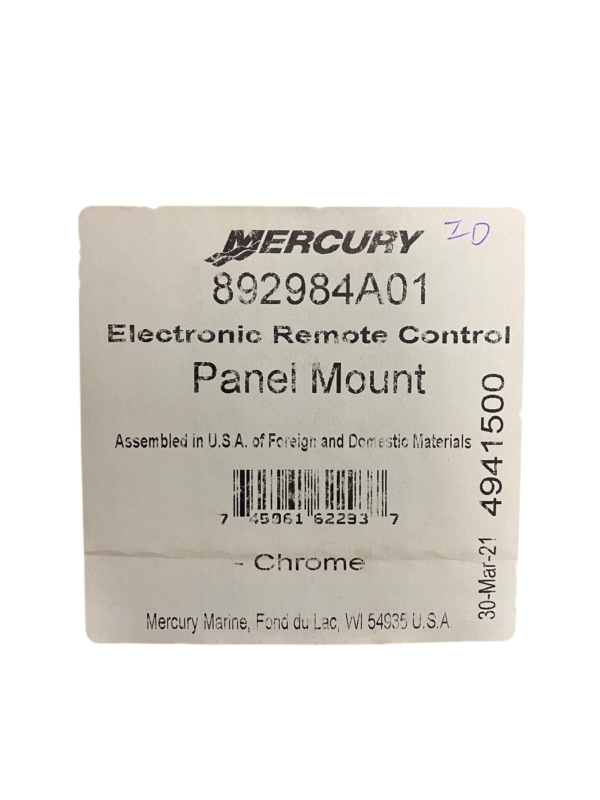 MERCURY
892984A01
Electronic Remote Control
Panel Mount
Assembled in U.S.A. of Foreign and Domestic Materials
7 45061 62233 7
- Chrome
Mercury Marine, Fond du Lac, WI 54935 U.S.A.
30-Mar-21 4941500